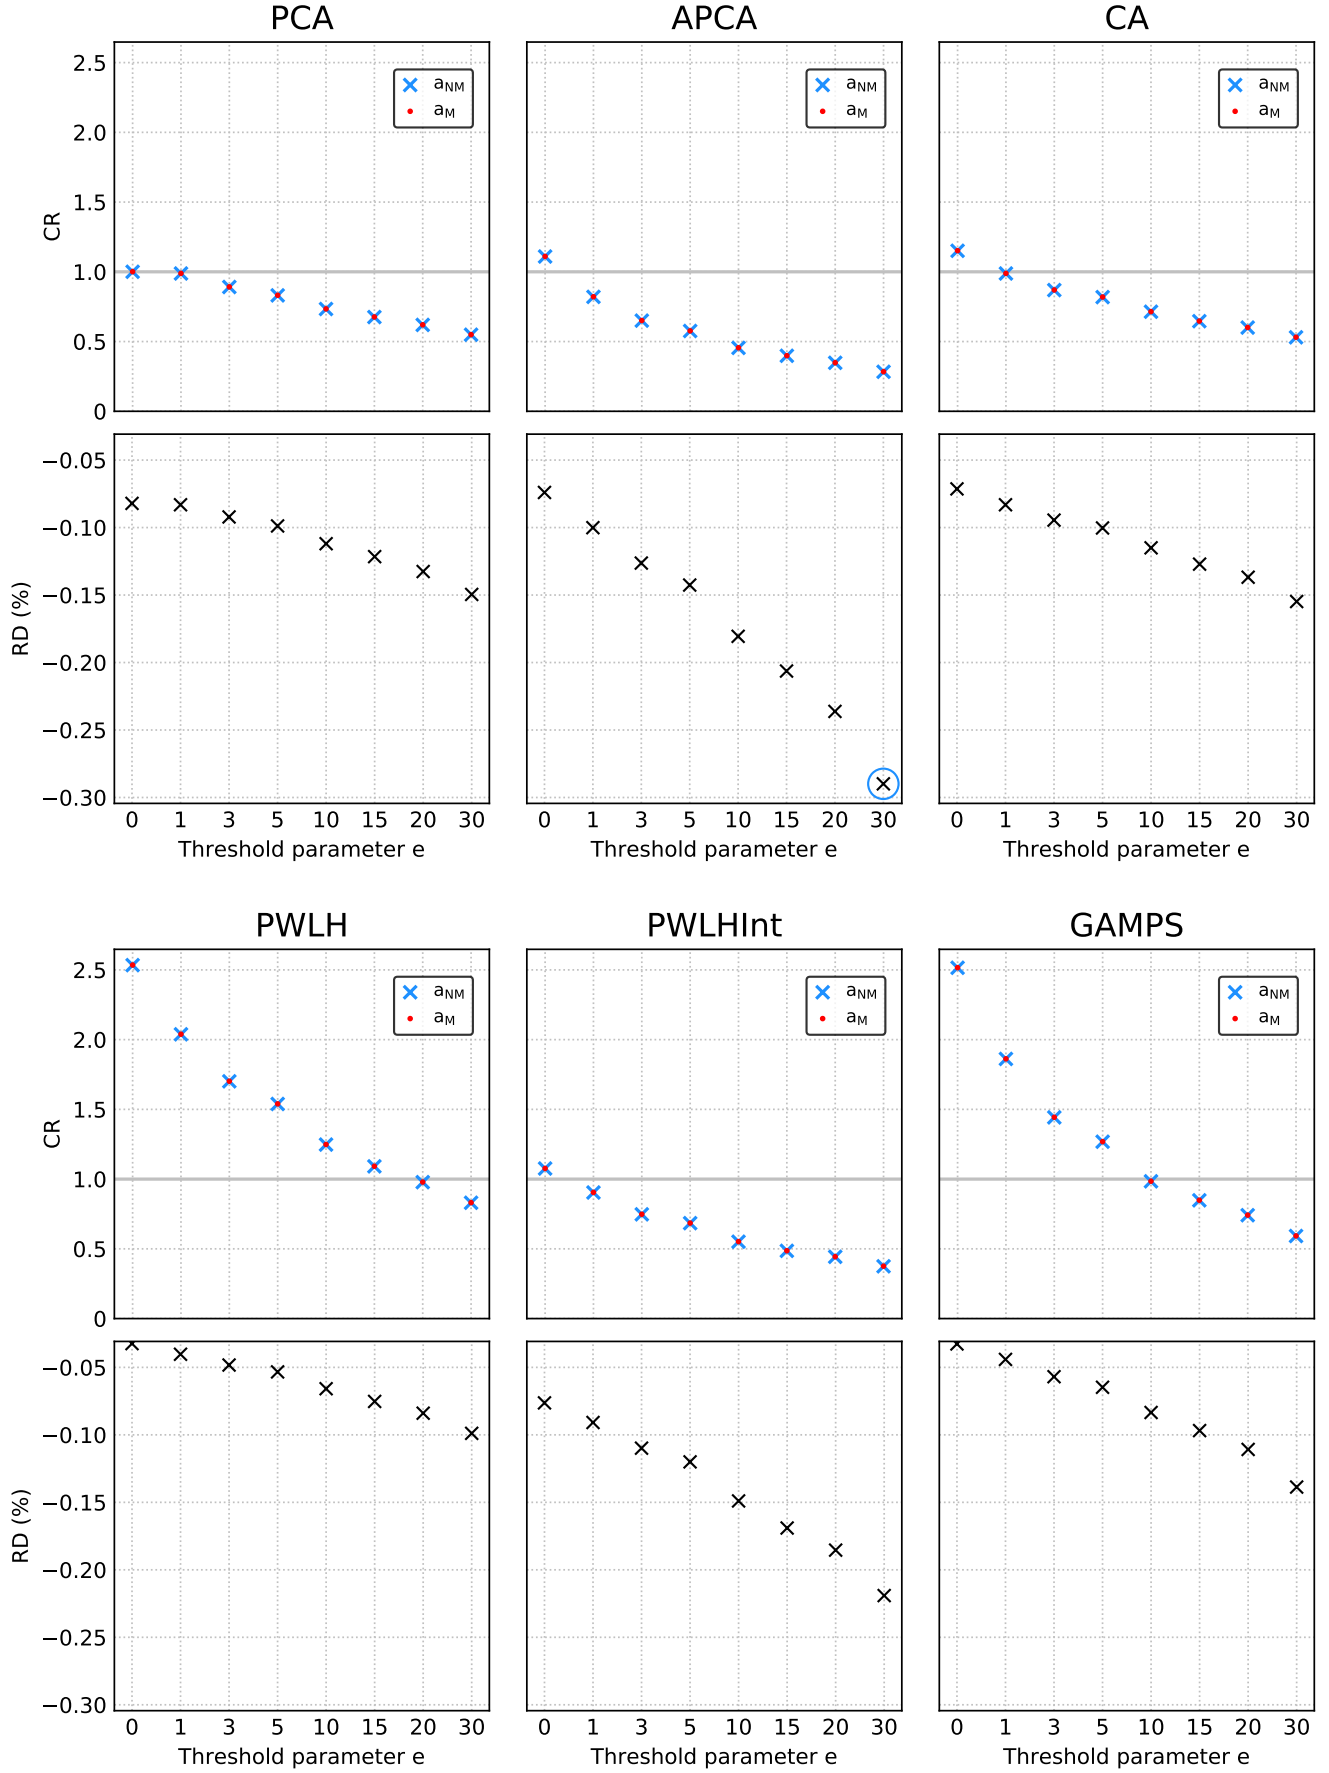 PCA APCA CA
2.5
2.0
1.5
1.0
0.5
0
CR
aNM
aM
aNM
aM
aNM
aM
−0.05
−0.10
−0.15
−0.20
−0.25
−0.30
RD (%)
0 1 3 5 10 15 20 30 0 1 3 5 10 15 20 30 0 1 3 5 10 15 20 30
Threshold parameter e Threshold parameter e Threshold parameter e
PWLH PWLHInt GAMPS
2.5
2.0
1.5
1.0
0.5
0
CR
aNM
aM
aNM
aM
aNM
aM
−0.05
−0.10
−0.15
−0.20
−0.25
−0.30
RD (%)
0 1 3 5 10 15 20 30 0 1 3 5 10 15 20 30 0 1 3 5 10 15 20 30
Threshold parameter e Threshold parameter e Threshold parameter e